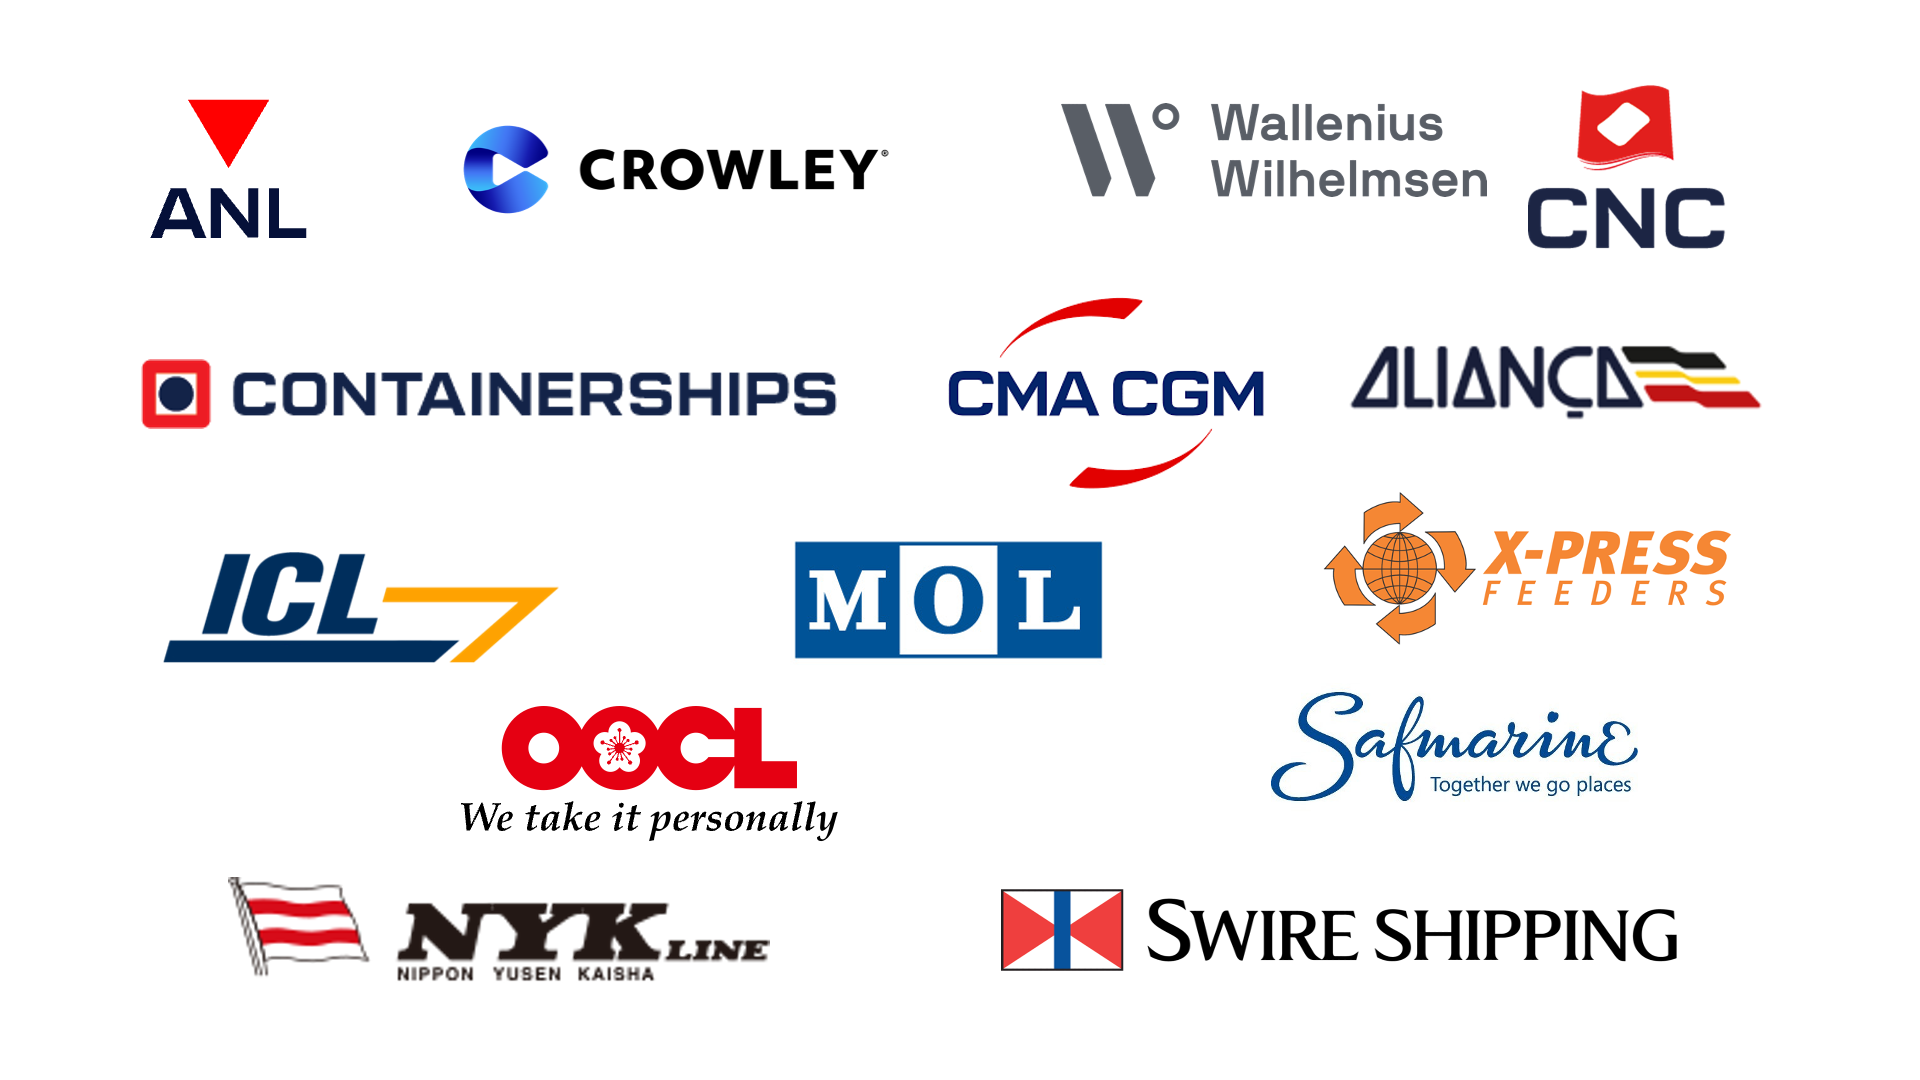 ANL
CROWLEY®
Wallenius
Wilhelmsen
CNC
CONTAINERSHIPS
CMA CGM
ALIANÇA
ICL
MOL
X-PRESS
FEEDERS
OOCL
We take it personally
Safmarine
Together we go places
NYK LINE
NIPPON YUSEN KAISHA
SWIRE SHIPPING